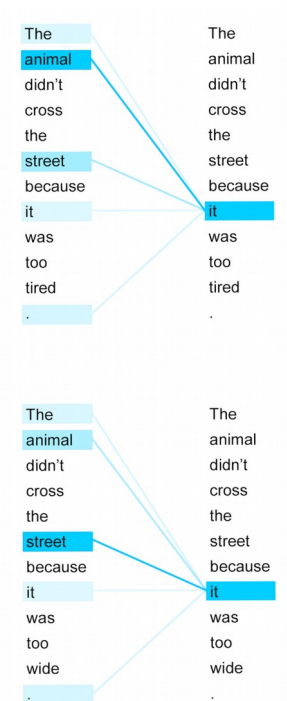 The The
animal animal
didn't didn't
cross cross
the the
street street
because because
it it
was was
too too
tired tired
. .
The The
animal animal
didn't didn't
cross cross
the the
street street
because because
it it
was was
too too
wide wide
. .